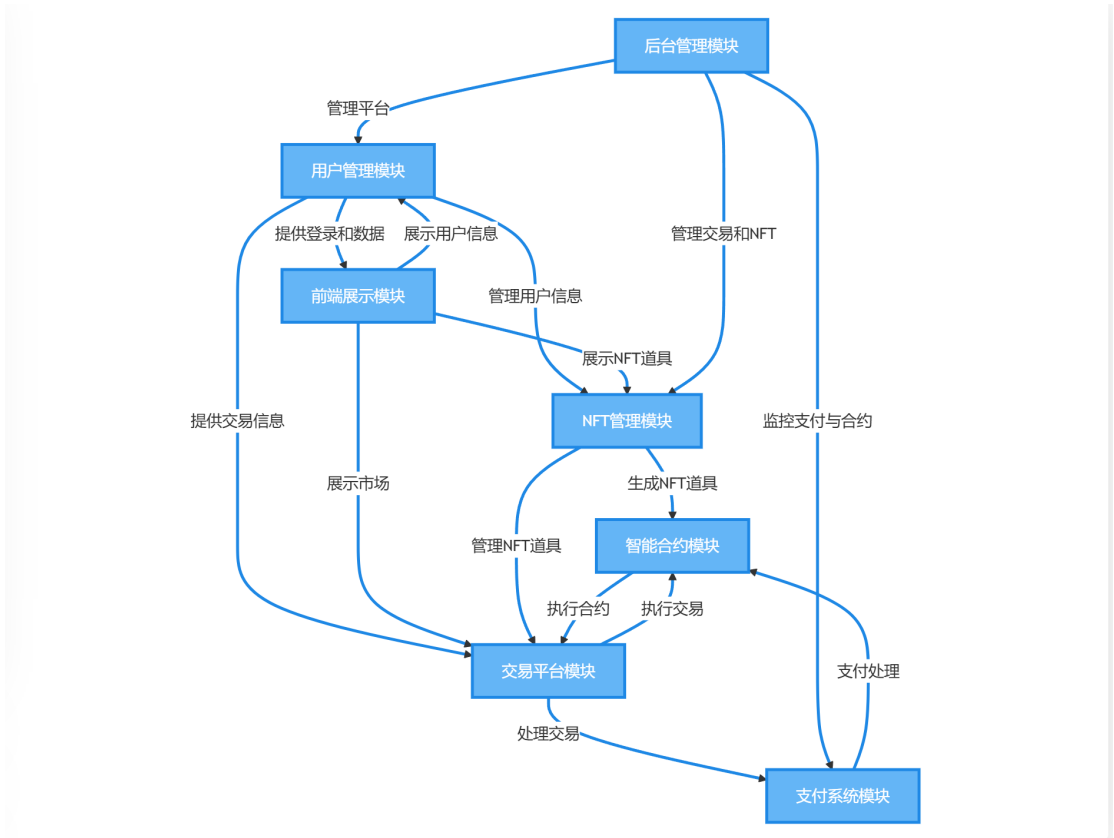 后台管理模块
管理平台
用户管理模块
提供登录和数据
展示用户信息
管理交易和NFT
前端展示模块
管理用户信息
展示NFT道具
提供交易信息
NFT管理模块
监控支付与合约
展示市场
生成NFT道具
管理NFT道具
智能合约模块
执行合约
执行交易
交易平台模块
支付处理
处理交易
支付系统模块